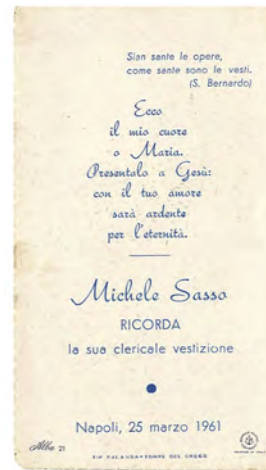 Sian sante le opere,
come sante sono le vesti.
(S. Bernardo)
Ecco
il mio cuore
o Maria.
Presentalo a Gesù:
con il tuo amore
sarà ardente
per l'eternità.
Michele Sasso
RICORDA
la sua clericale vestizione
Napoli, 25 marzo 1961
Alba 21